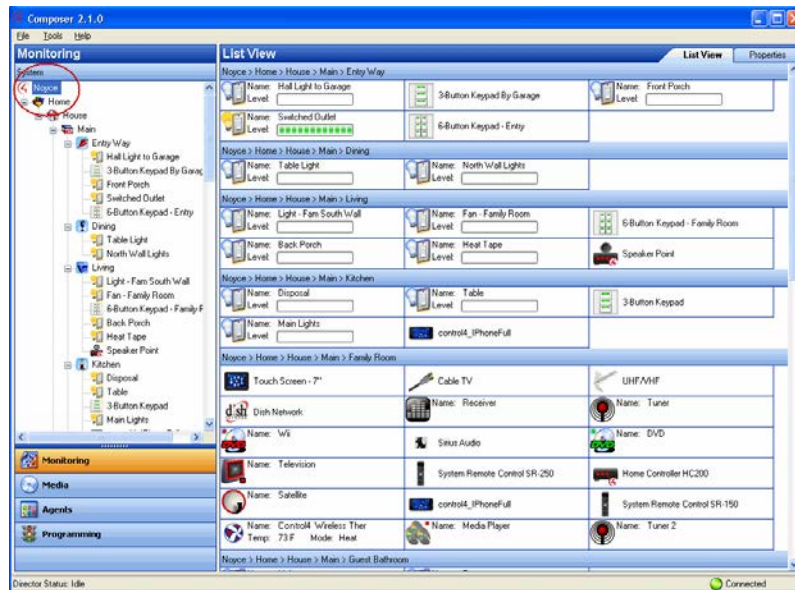 Composer 2.1.0
File Tools Help
Monitoring
System
Noyce
Home
House
Main
Entry Way
Hall Light to Garage
3-Button Keypad By Garag
Front Porch
Switched Outlet
6-Button Keypad - Entry
Dining
Table Light
North Wall Lights
Living
Light - Fam South Wall
Fan - Family Room
6-Button Keypad - Family F
Back Porch
Heat Tape
Speaker Point
Kitchen
Disposal
Table
3-Button Keypad
Main Lights
Monitoring
Media
Agents
Programming
List View
List View Properties
Noyce > Home > House > Main > Entry Way
Name: Hall Light to Garage
Level:
3-Button Keypad By Garage
Name: Front Porch
Level:
Name: Switched Outlet
Level:
6-Button Keypad - Entry
Noyce > Home > House > Main > Dining
Name: Table Light
Level:
Name: North Wall Lights
Level:
Noyce > Home > House > Main > Living
Name: Light - Fam South Wall
Level:
Name: Fan - Family Room
Level:
6-Button Keypad - Family Room
Name: Back Porch
Level:
Name: Heat Tape
Level:
Speaker Point
Noyce > Home > House > Main > Kitchen
Name: Disposal
Level:
Name: Table
Level:
3-Button Keypad
Name: Main Lights
Level:
control4_IPhoneFull
Noyce > Home > House > Main > Family Room
Touch Screen - 7"
Cable TV
UHF/VHF
dish
Dish Network
Name: Receiver
Name: Tuner
Name: Wii
Sirius Audio
Name: DVD
Name: Television
System Remote Control SR-250
Home Controller HC200
Name: Satellite
control4_IPhoneFull
System Remote Control SR-150
Name: Control4 Wireless Ther
Temp: 73 F Mode: Heat
Name: Media Player
Name: Tuner 2
Noyce > Home > House > Main > Guest Bathroom
Director Status: Idle
Connected